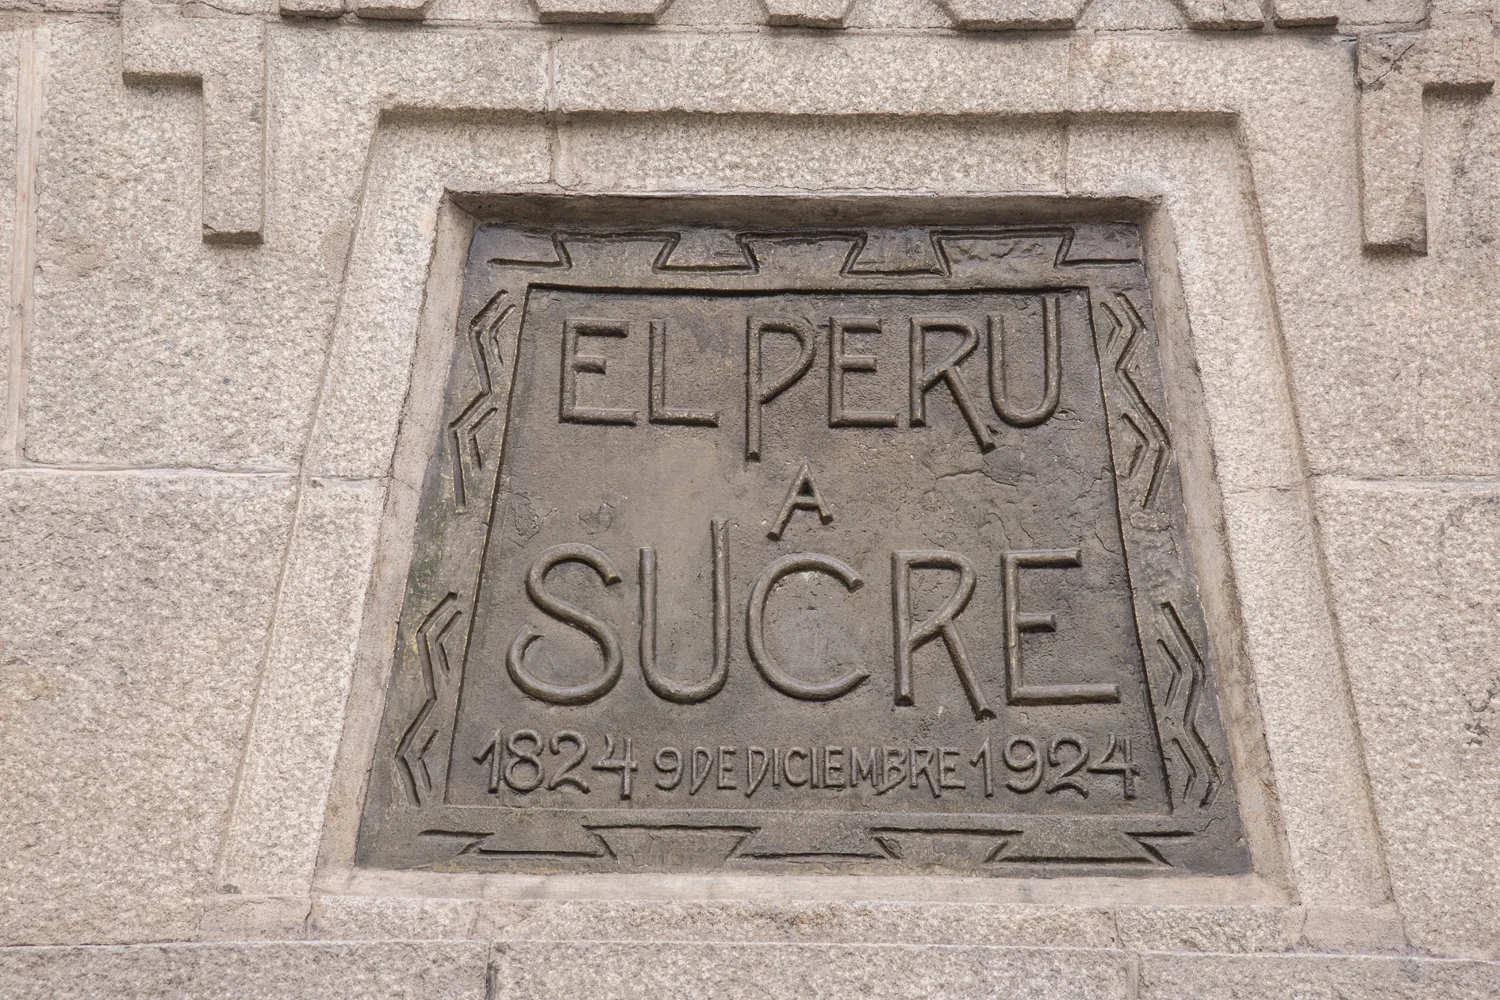 EL PERU
A
SUCRE
1824 9 DE DICIEMBRE 1924